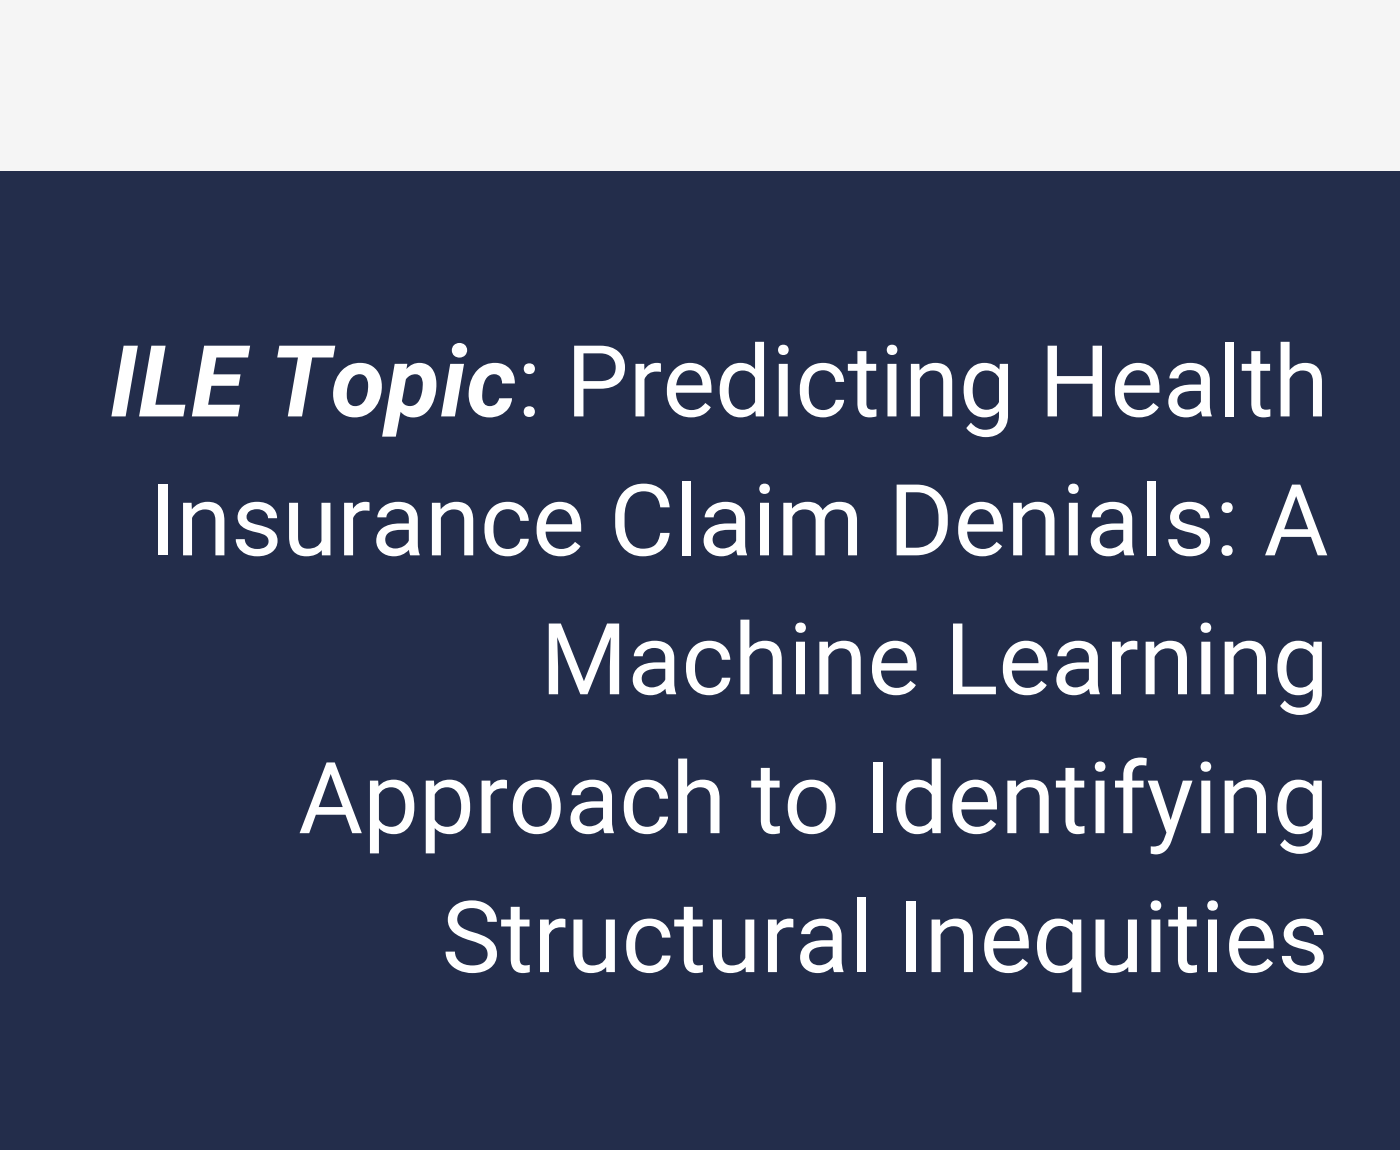 ILE Topic: Predicting Health
Insurance Claim Denials: A
Machine Learning
Approach to Identifying
Structural Inequities